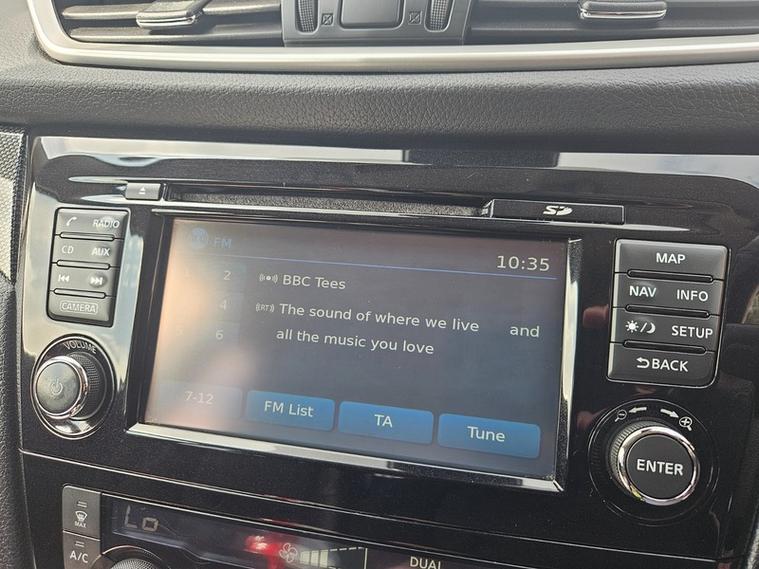 SD
RADIO
CD AUX
CAMERA
VOLUME
FM
10:35
1 2
4
6
7-12
BBC Tees
(RT) The sound of where we live and
all the music you love
FM List TA Tune
MAP
NAV INFO
SETUP
BACK
ENTER
MAX
A/C
Lo
DUAL